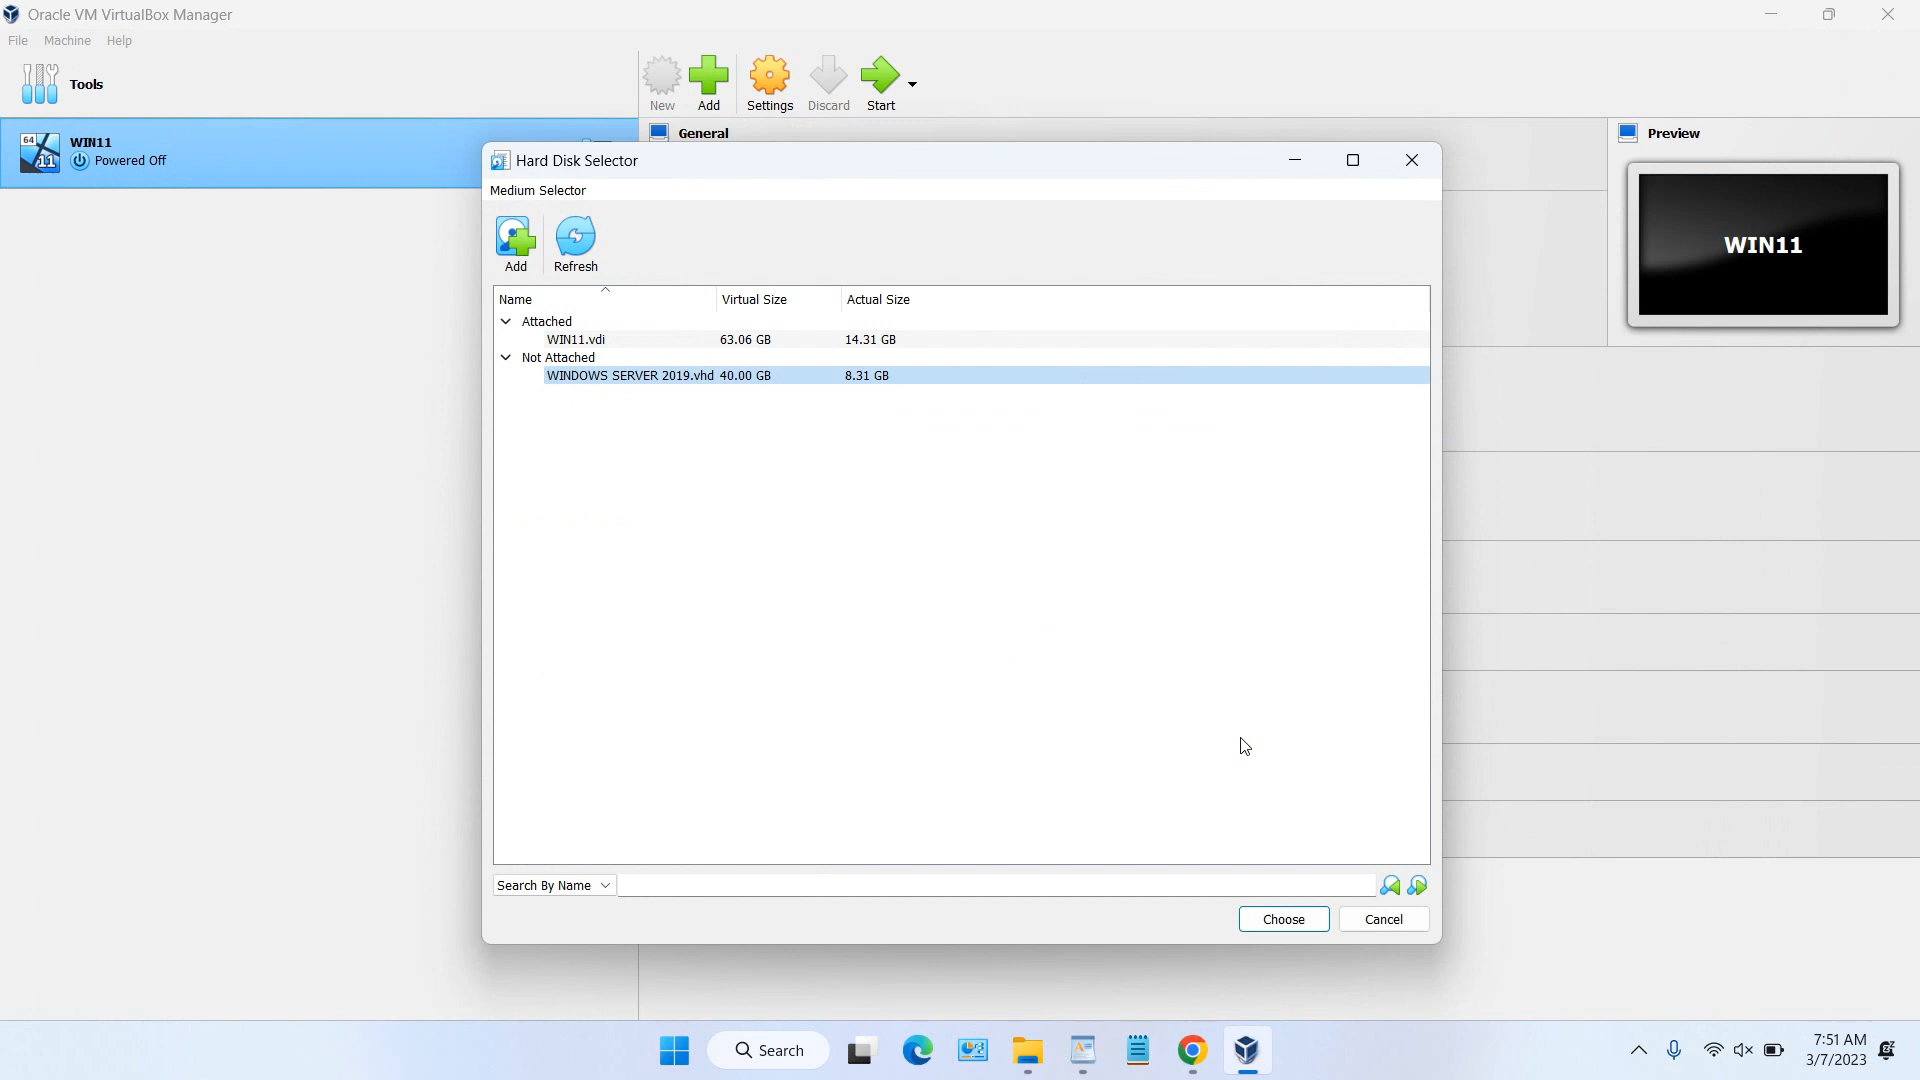 Oracle VM VirtualBox Manager
File Machine Help
Tools
New Add Settings Discard Start
64
11
WIN11
Powered Off
General
Preview
WIN11
Hard Disk Selector
Medium Selector
Add Refresh
Name Virtual Size Actual Size
Attached
WIN11.vdi 63.06 GB 14.31 GB
Not Attached
WINDOWS SERVER 2019.vhd 40.00 GB 8.31 GB
Search By Name
Choose Cancel
Search
7:51 AM
3/7/2023